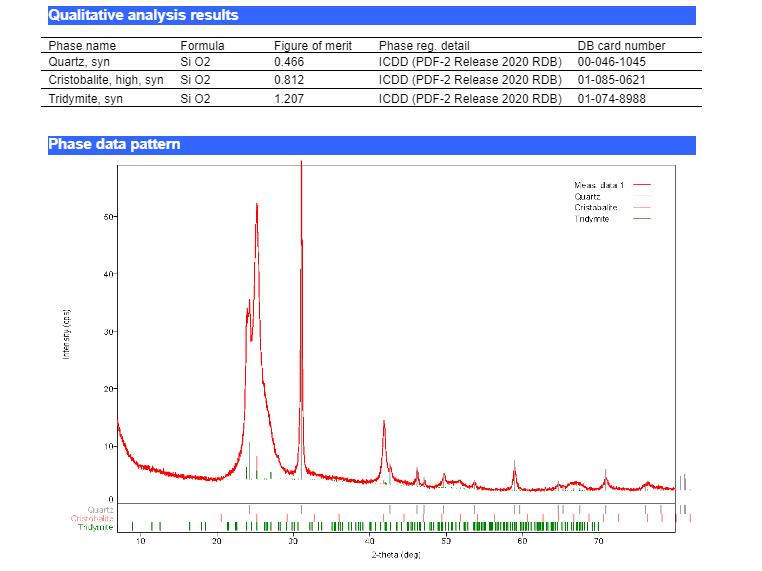 Qualitative analysis results
Phase name Formula Figure of merit Phase reg. detail DB card number
Quartz, syn Si O2 0.466 ICDD (PDF-2 Release 2020 RDB) 00-046-1045
Cristobalite, high, syn Si O2 0.812 ICDD (PDF-2 Release 2020 RDB) 01-085-0621
Tridymite, syn Si O2 1.207 ICDD (PDF-2 Release 2020 RDB) 01-074-8988
Phase data pattern
Meas. data 1
Quartz
Cristobalite
Tridymite
Intensity (cps)
60
40
30
20
10
0
Quartz
Cristobalite
Tridymite
10 20 30 40 50 60 70
2-theta (deg)